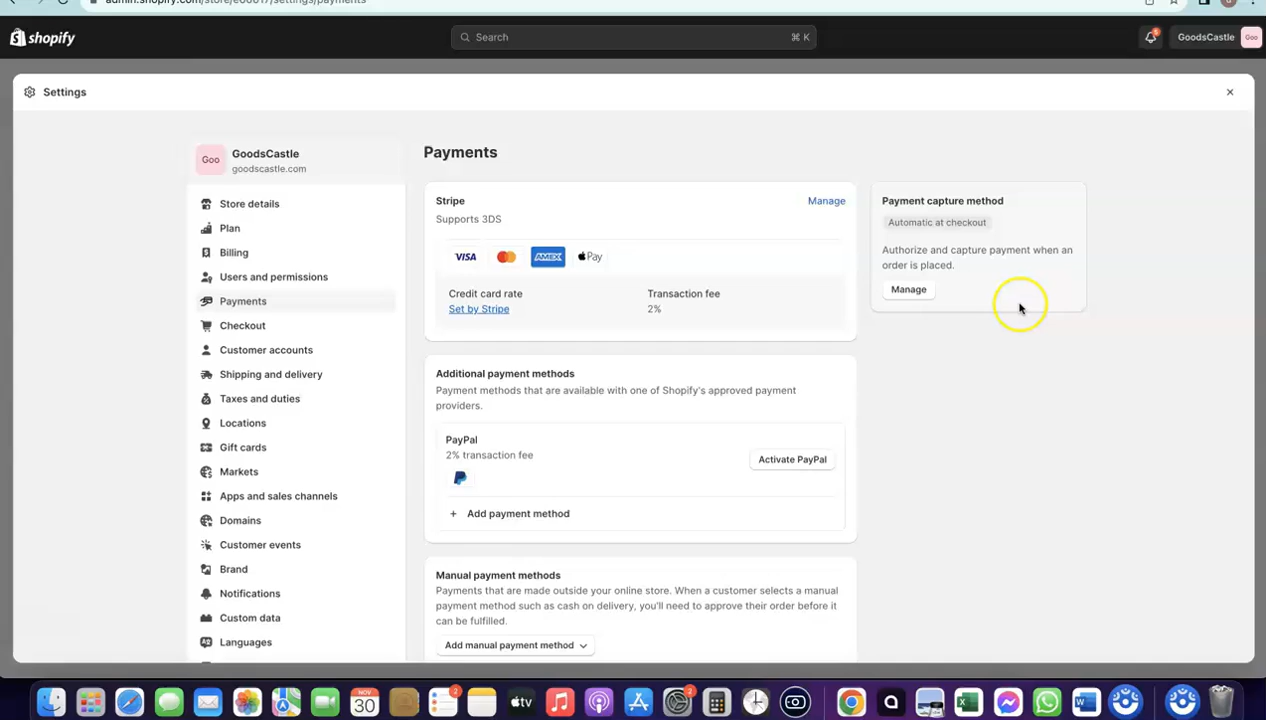 admin.shopify.com/store/e66617/settings/payments
shopify
Search
⌘ K
GoodsCastle
Goo
Settings
Goo
GoodsCastle
goodscastle.com
Store details
Plan
Billing
Users and permissions
Payments
Checkout
Customer accounts
Shipping and delivery
Taxes and duties
Locations
Gift cards
Markets
Apps and sales channels
Domains
Customer events
Brand
Notifications
Custom data
Languages
Payments
Stripe
Manage
Supports 3DS
VISA
AMEX
Pay
Credit card rate
Transaction fee
Set by Stripe
2%
Additional payment methods
Payment methods that are available with one of Shopify's approved payment
providers.
PayPal
2% transaction fee
Activate PayPal
+ Add payment method
Manual payment methods
Payments that are made outside your online store. When a customer selects a manual
payment method such as cash on delivery, you'll need to approve their order before it
can be fulfilled.
Add manual payment method
Payment capture method
Automatic at checkout
Authorize and capture payment when an
order is placed.
Manage
NOV
30
2
tv
2